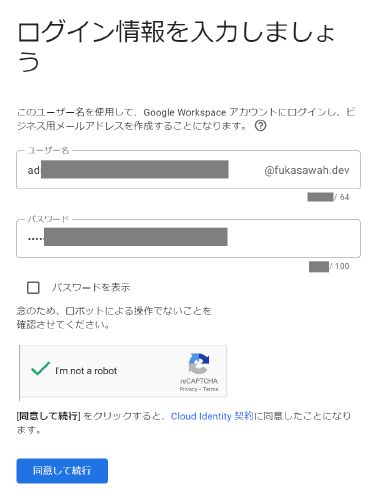 ログイン情報を入力しましょ
う
このユーザー名を使用して、Google Workspace アカウントにログインし、ビ
ジネス用メールアドレスを作成することになります。
ユーザー名
ad
@fukasawah.dev
/ 64
パスワード
•••••
/ 100
パスワードを表示
念のため、ロボットによる操作でないことを
確認させてください。
I'm not a robot
reCAPTCHA
Privacy - Terms
[同意して続行] をクリックすると、Cloud Identity 契約に同意したことになり
ます。
同意して続行